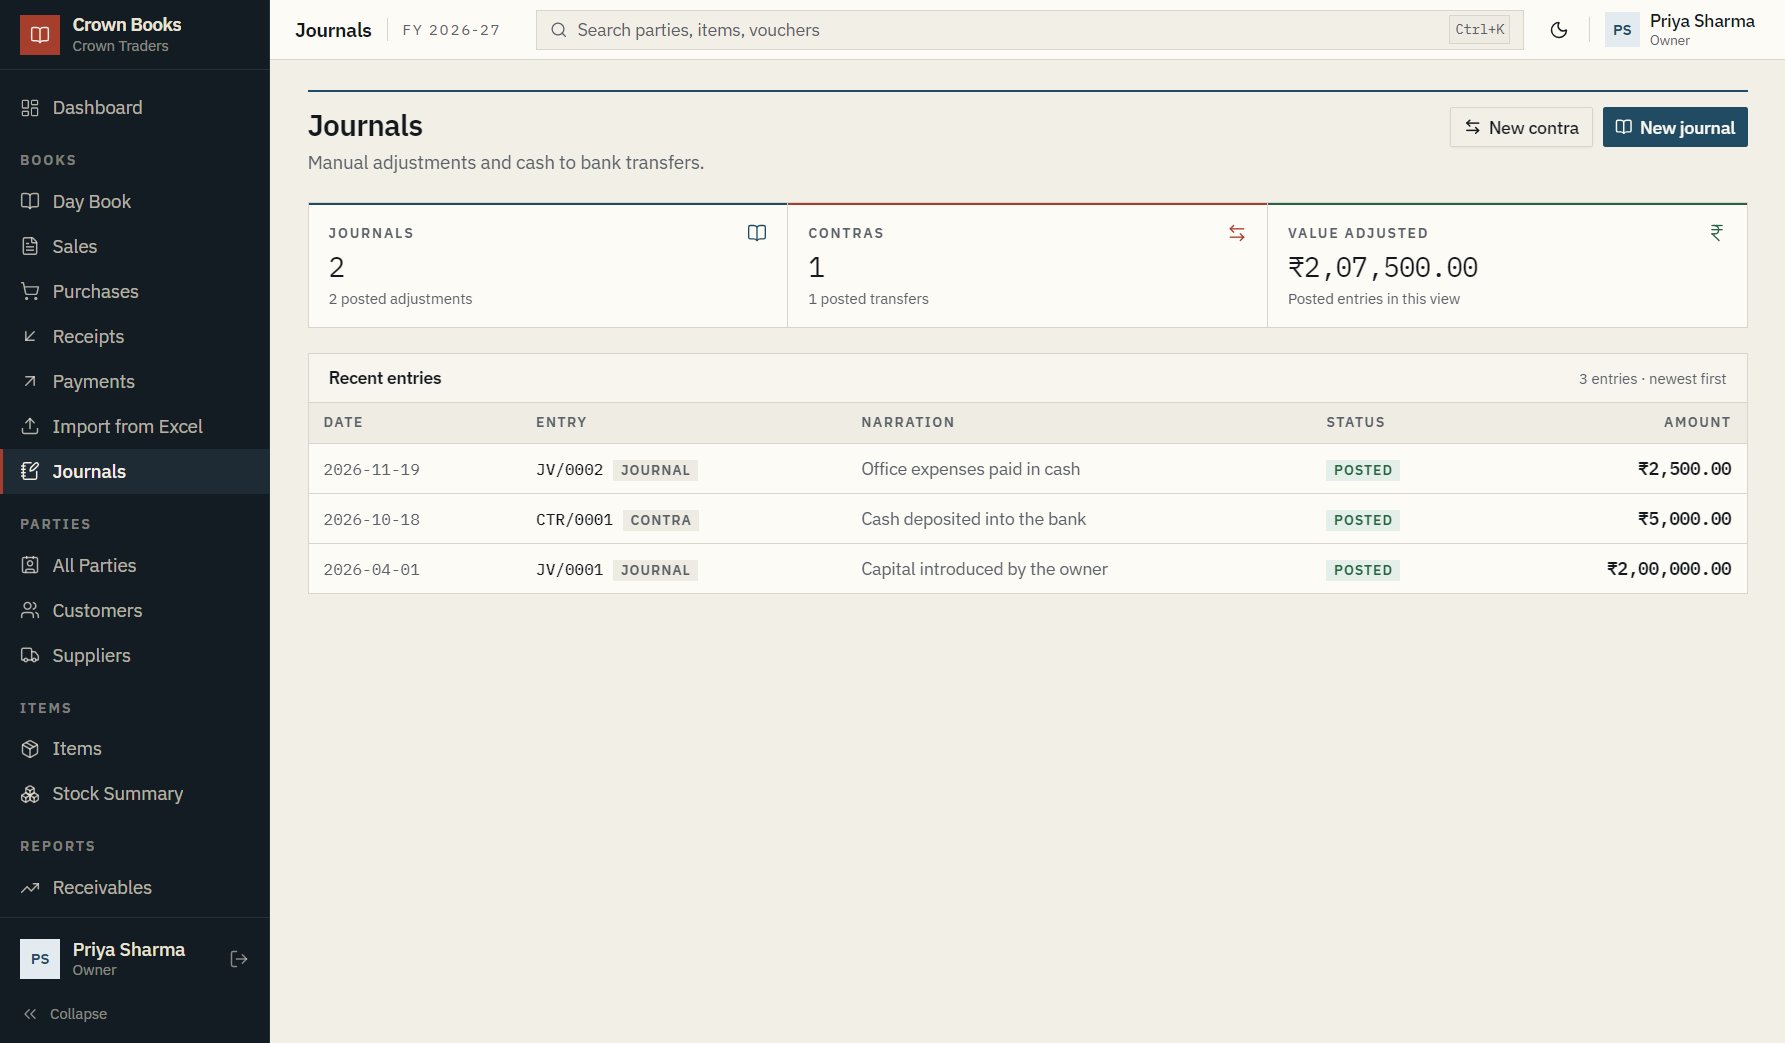 Crown Books
Crown Traders
Dashboard
BOOKS
Day Book
Sales
Purchases
Receipts
Payments
Import from Excel
Journals
PARTIES
All Parties
Customers
Suppliers
ITEMS
Items
Stock Summary
REPORTS
Receivables
PS
Priya Sharma
Owner
Collapse
Journals
FY 2026-27
Search parties, items, vouchers
Ctrl+K
PS
Priya Sharma
Owner
Journals
Manual adjustments and cash to bank transfers.
New contra
New journal
JOURNALS
2
2 posted adjustments
CONTRAS
1
1 posted transfers
VALUE ADJUSTED
₹
₹2,07,500.00
Posted entries in this view
Recent entries
3 entries · newest first
DATE ENTRY NARRATION STATUS AMOUNT
2026-11-19 JV/0002 JOURNAL Office expenses paid in cash POSTED ₹2,500.00
2026-10-18 CTR/0001 CONTRA Cash deposited into the bank POSTED ₹5,000.00
2026-04-01 JV/0001 JOURNAL Capital introduced by the owner POSTED ₹2,00,000.00